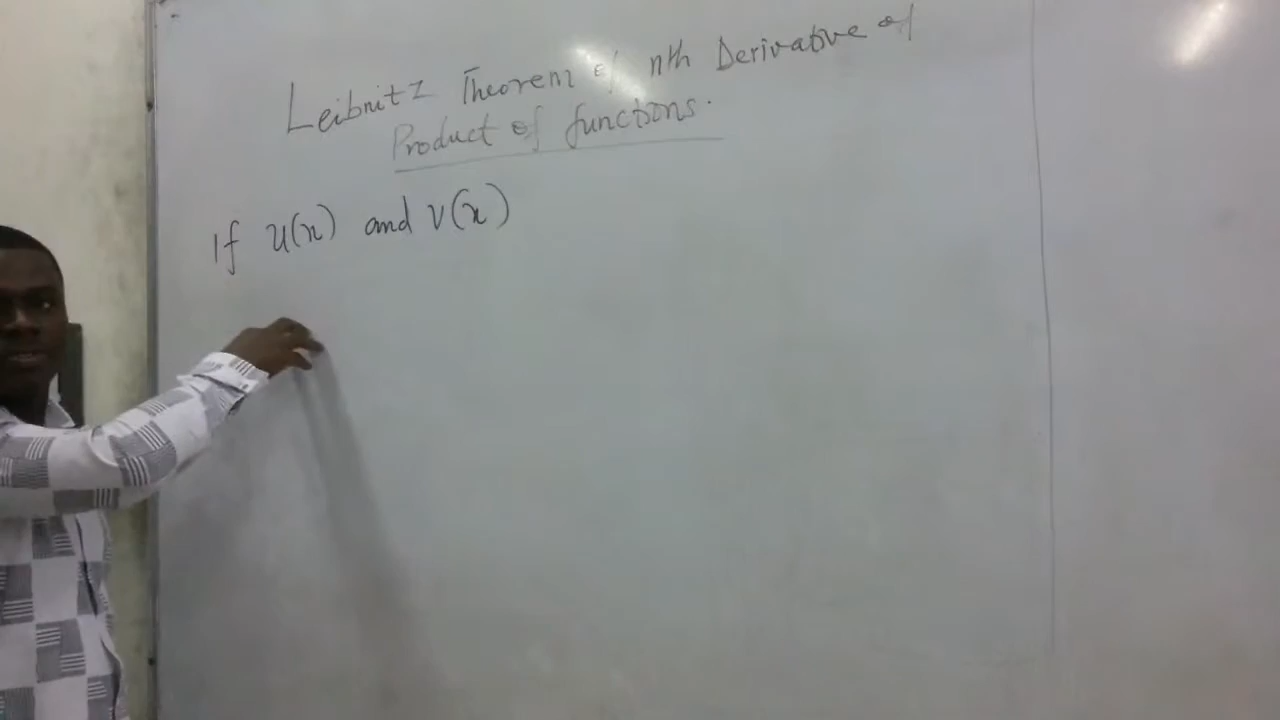 Leibnitz Theorem of nth Derivative of
Product of functions.
If u(x) and v(x)